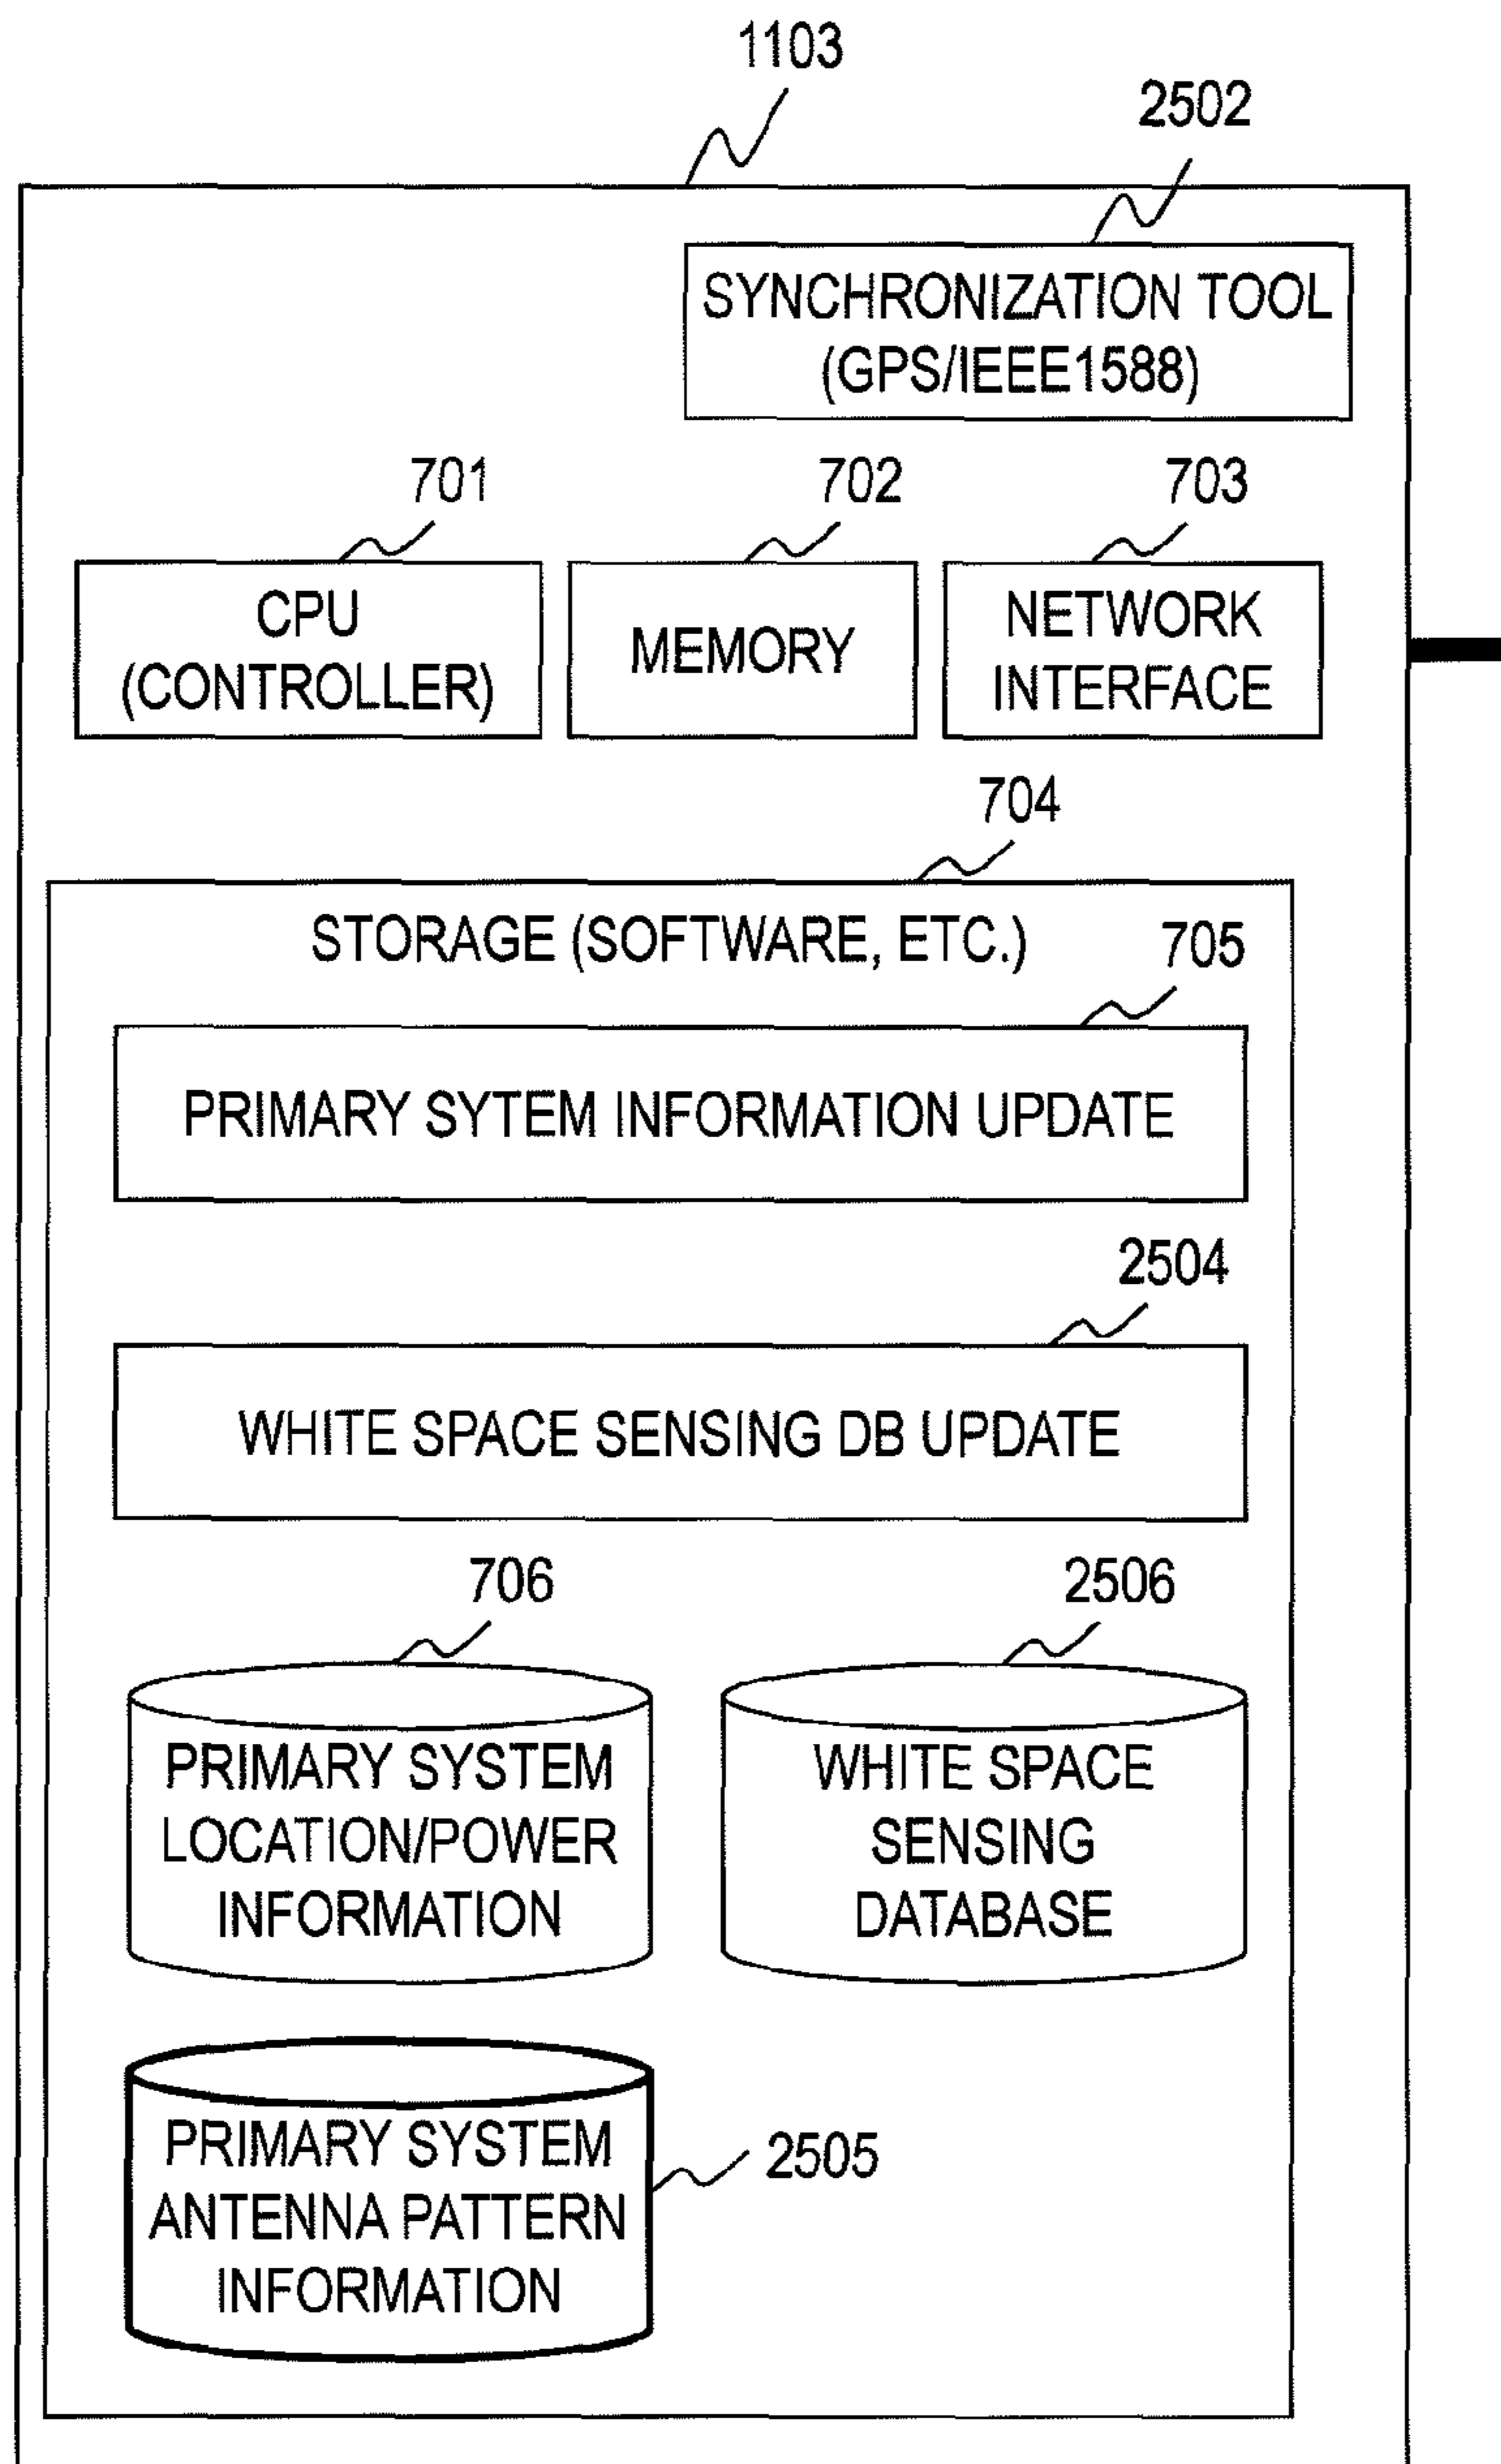 1103
2502
SYNCHRONIZATION TOOL
(GPS/IEEE1588)
701
702
703
CPU
(CONTROLLER)
MEMORY
NETWORK
INTERFACE
704
STORAGE (SOFTWARE, ETC.)
705
PRIMARY SYTEM INFORMATION UPDATE
2504
WHITE SPACE SENSING DB UPDATE
706
2506
PRIMARY SYSTEM
LOCATION/POWER
INFORMATION
WHITE SPACE
SENSING
DATABASE
PRIMARY SYSTEM
ANTENNA PATTERN
INFORMATION
2505